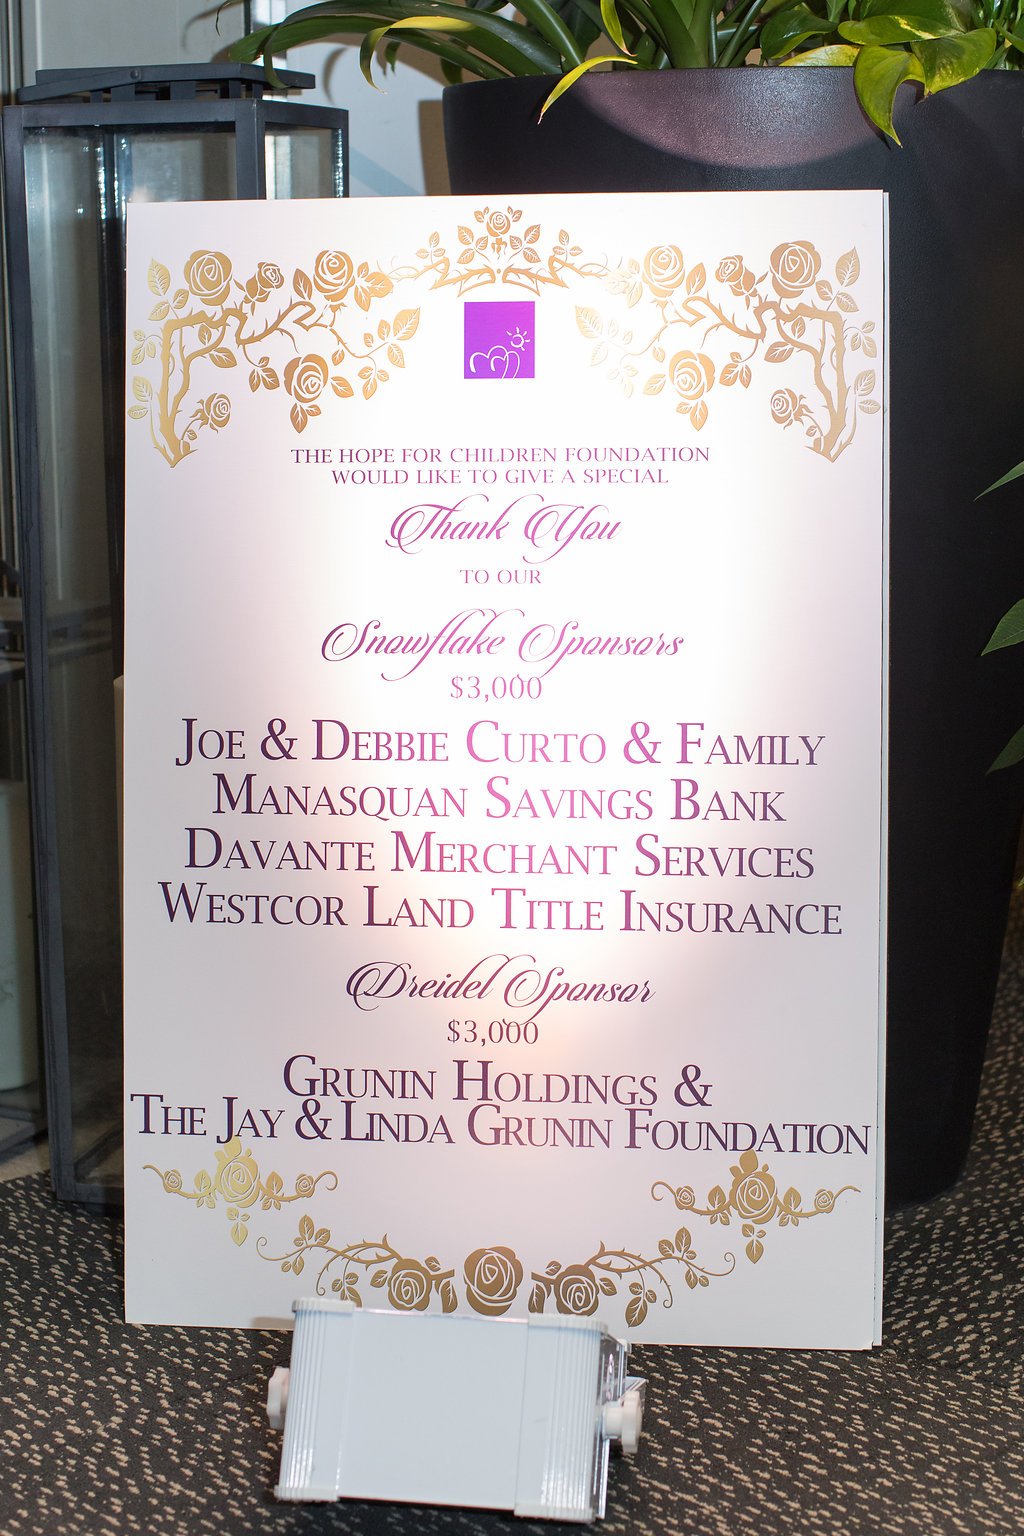 THE HOPE FOR CHILDREN FOUNDATION
WOULD LIKE TO GIVE A SPECIAL
Thank You
TO OUR
Snowflake Sponsors
$3,000
JOE & DEBBIE CURTO & FAMILY
MANASQUAN SAVINGS BANK
DAVANTE MERCHANT SERVICES
WESTCOR LAND TITLE INSURANCE
Dreidel Sponsor
$3,000
GRUNIN HOLDINGS &
THE JAY & LINDA GRUNIN FOUNDATION